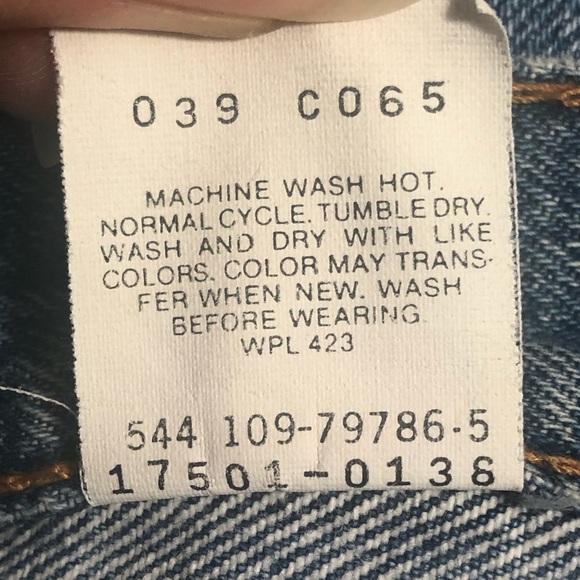 039 C065
MACHINE WASH HOT.
NORMAL CYCLE. TUMBLE DRY.
WASH AND DRY WITH LIKE
COLORS. COLOR MAY TRANS-
FER WHEN NEW. WASH
BEFORE WEARING.
WPL 423
544 109-79786-5
17501-0138